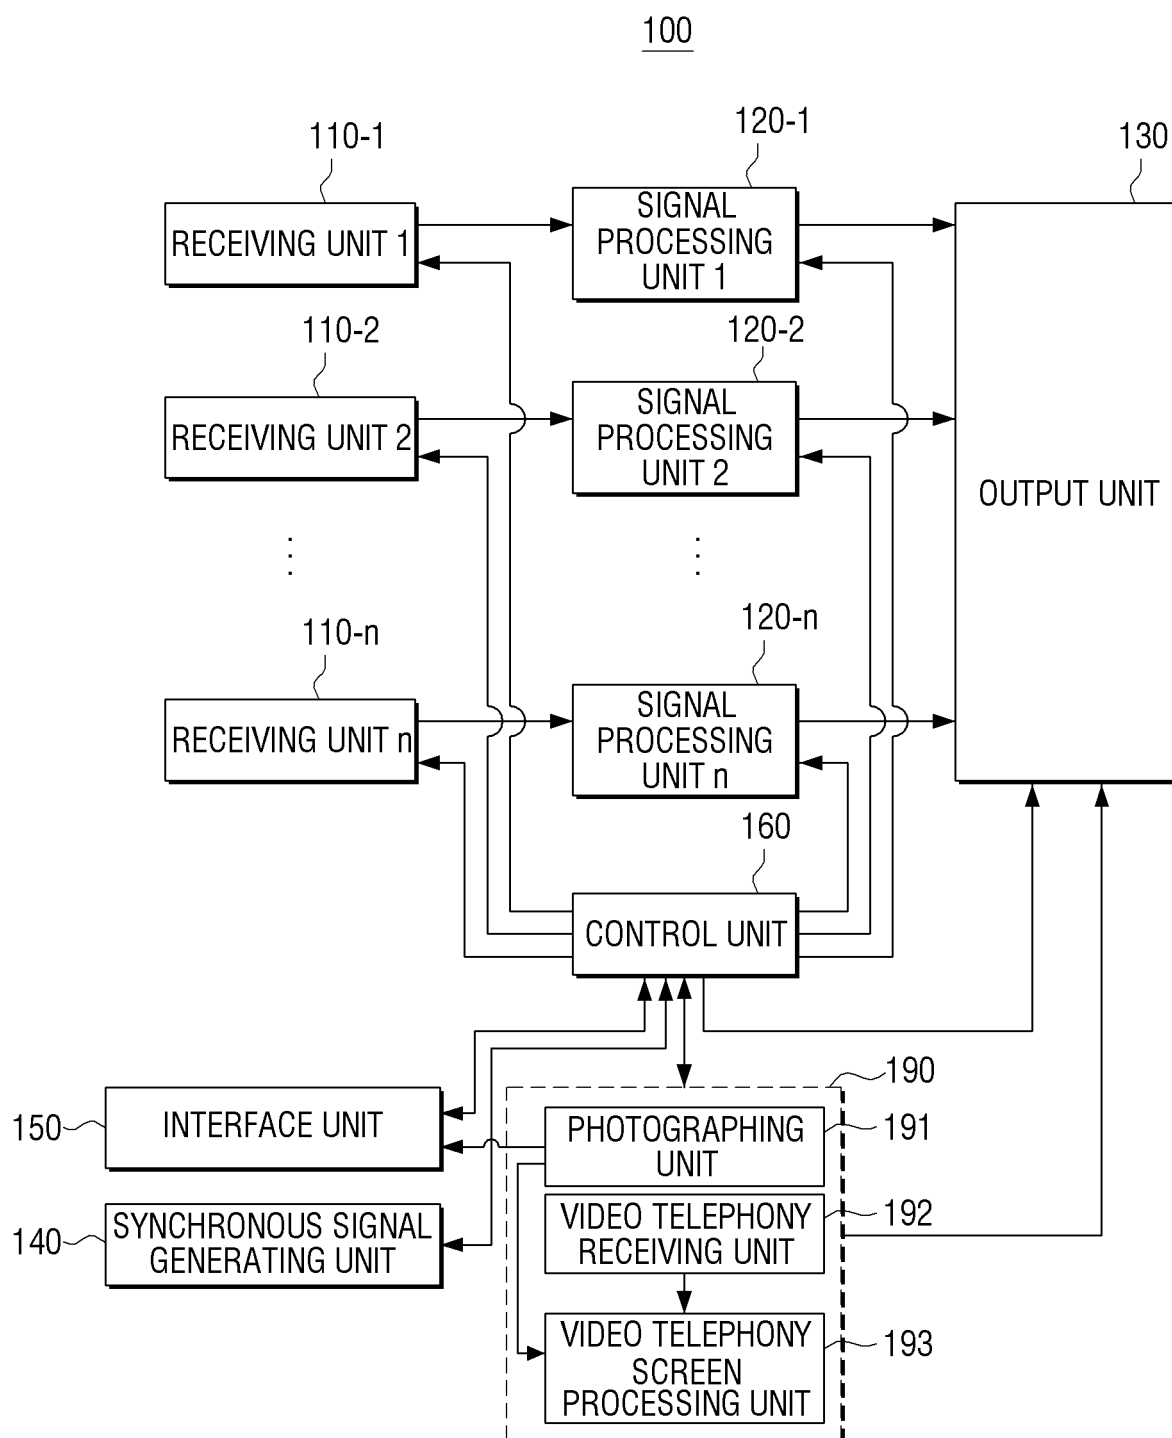 100
110-1
120-1
130
RECEIVING UNIT 1
SIGNAL
PROCESSING
UNIT 1
110-2
120-2
RECEIVING UNIT 2
SIGNAL
PROCESSING
UNIT 2
OUTPUT UNIT
110-n
120-n
RECEIVING UNIT n
SIGNAL
PROCESSING
UNIT n
160
CONTROL UNIT
190
150
INTERFACE UNIT
PHOTOGRAPHING
UNIT
191
140
SYNCHRONOUS SIGNAL
GENERATING UNIT
VIDEO TELEPHONY
RECEIVING UNIT
192
VIDEO TELEPHONY
SCREEN
PROCESSING UNIT
193